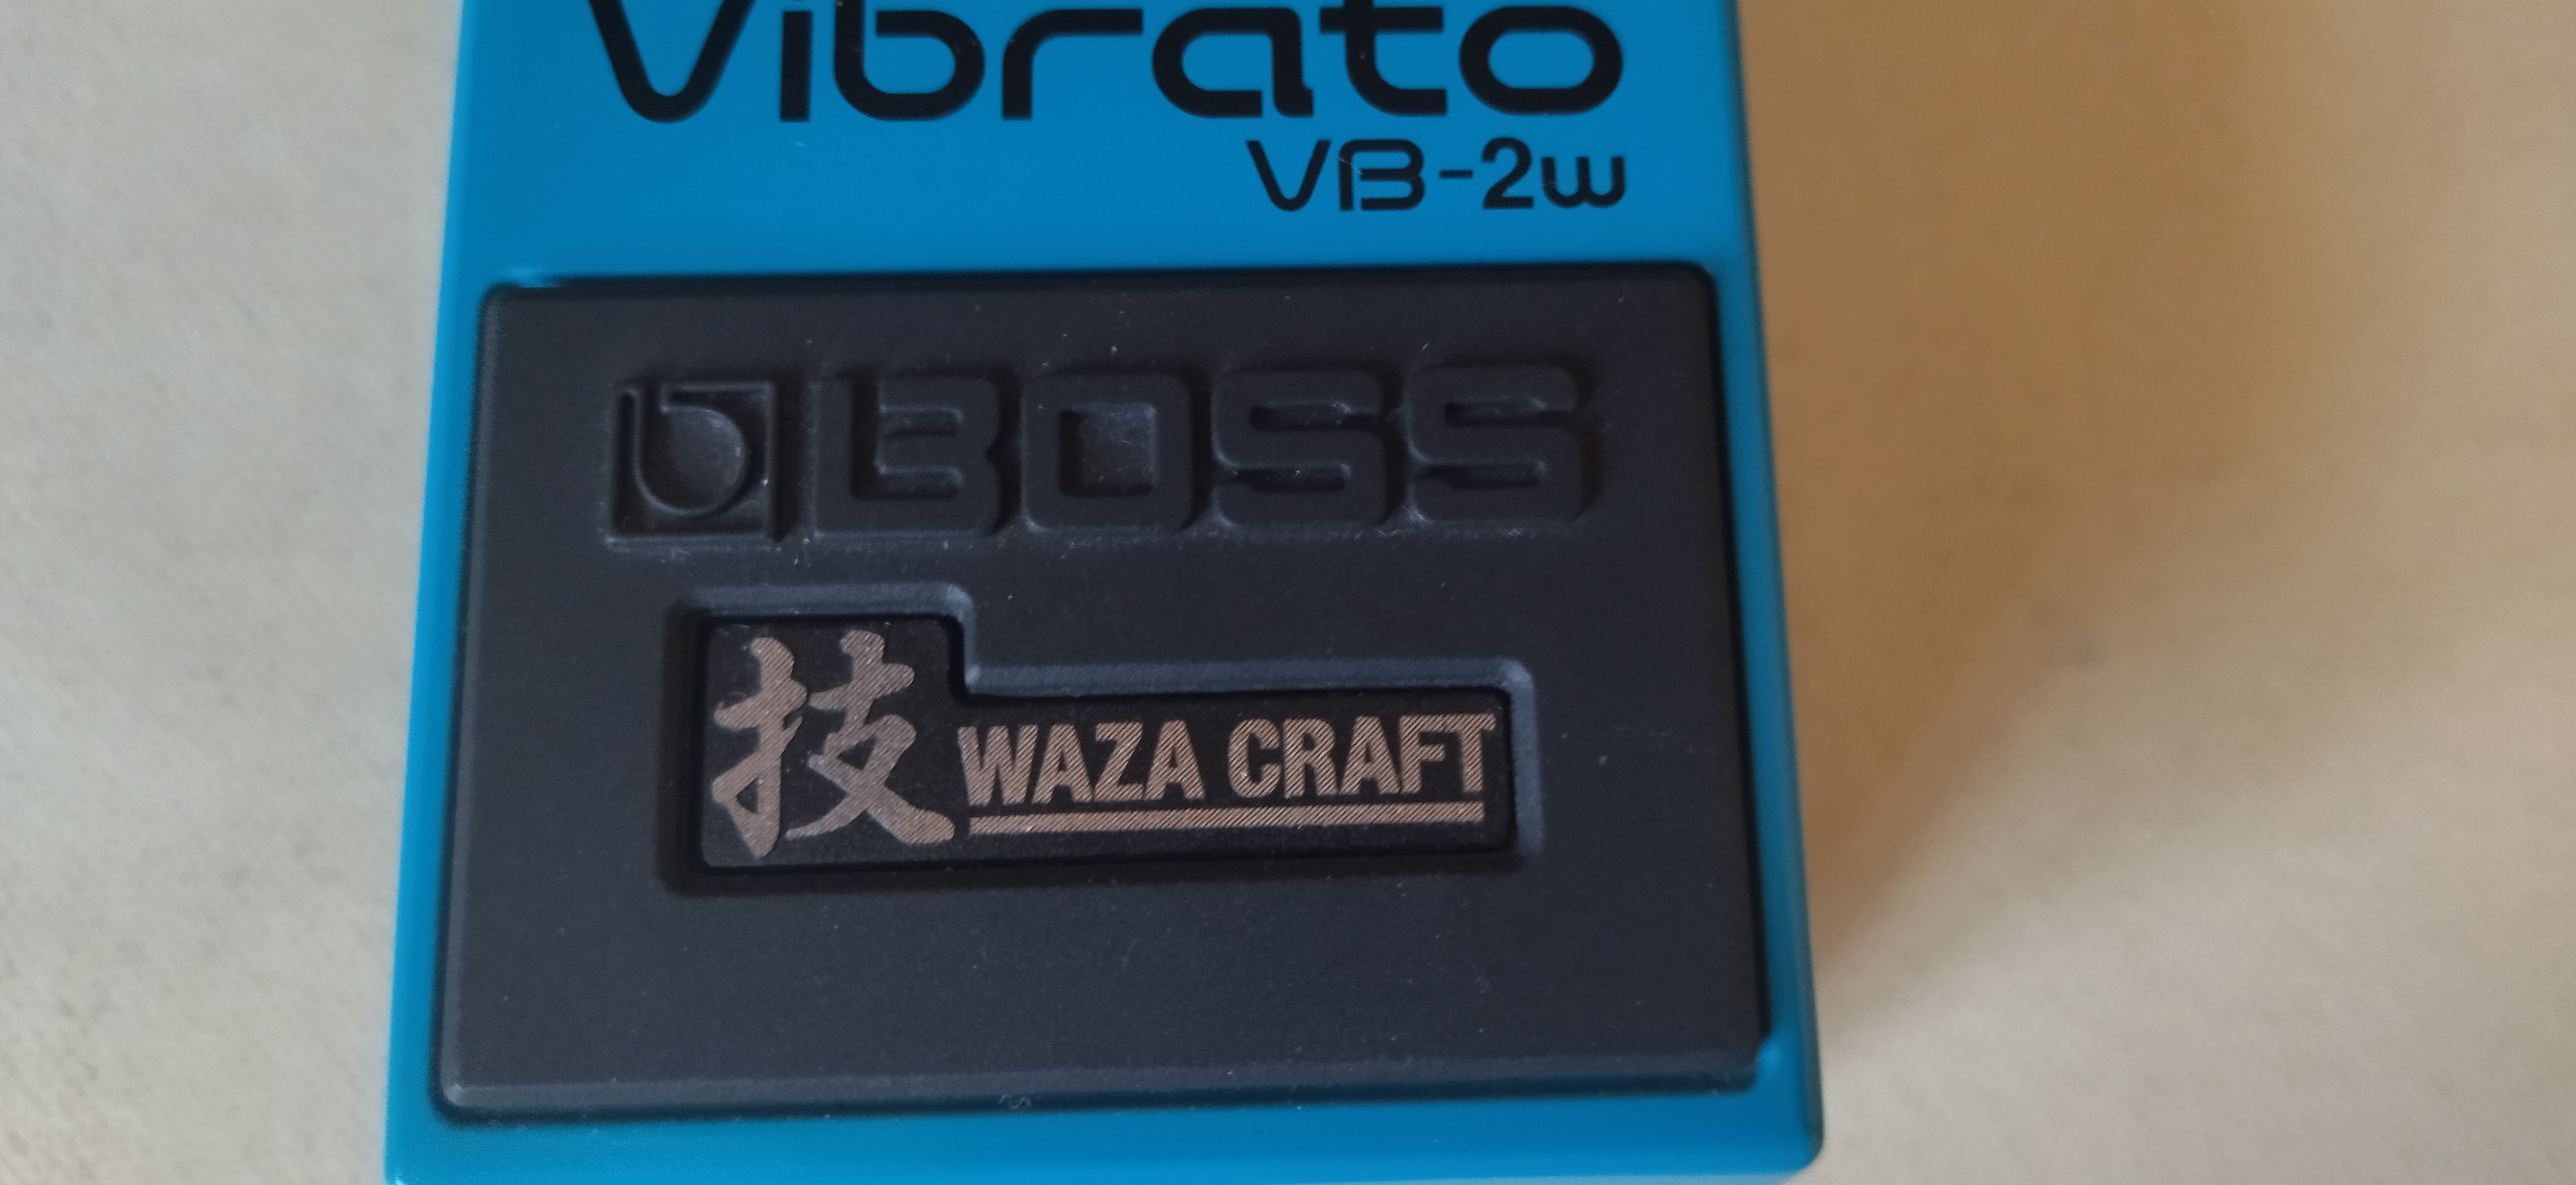 Vibrato
VB-2w
BOSS
技 WAZA CRAFT